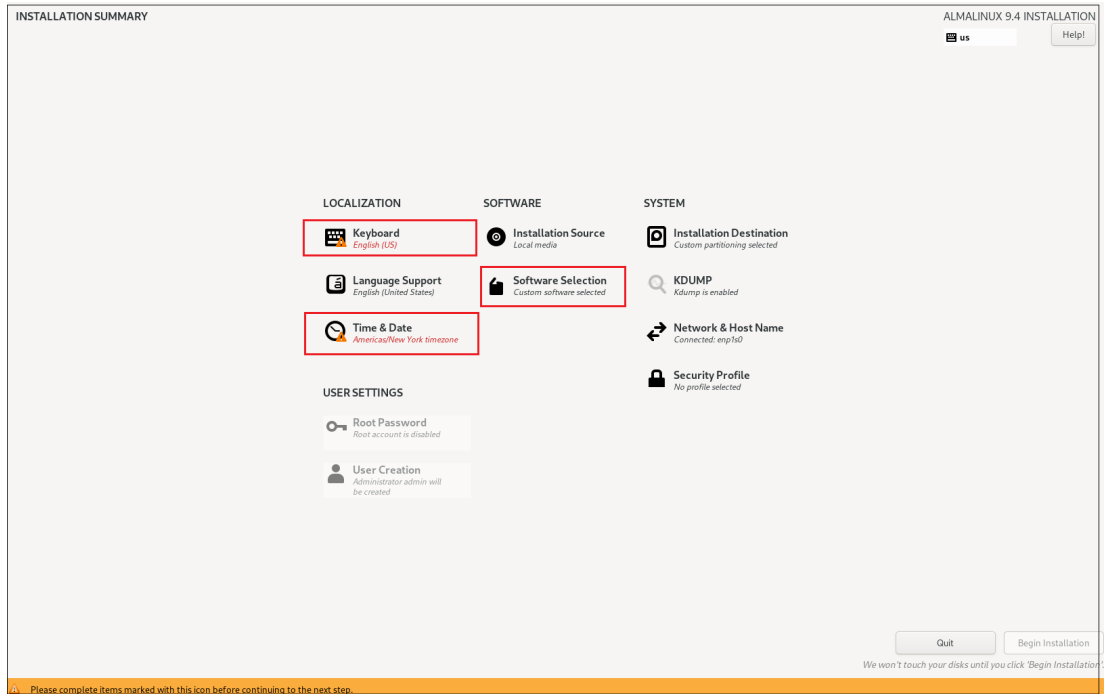 INSTALLATION SUMMARY
ALMALINUX 9.4 INSTALLATION
us
Help!
LOCALIZATION
Keyboard
English (US)
Language Support
English (United States)
Time & Date
Americas/New York timezone
USER SETTINGS
Root Password
Root account is disabled
User Creation
Administrator admin will
be created
SOFTWARE
Installation Source
Local media
Software Selection
Custom software selected
SYSTEM
Installation Destination
Custom partitioning selected
KDUMP
Kdump is enabled
Network & Host Name
Connected: enp1s0
Security Profile
No profile selected
Quit
Begin Installation
We won't touch your disks until you click 'Begin Installation'.
Please complete items marked with this icon before continuing to the next step.